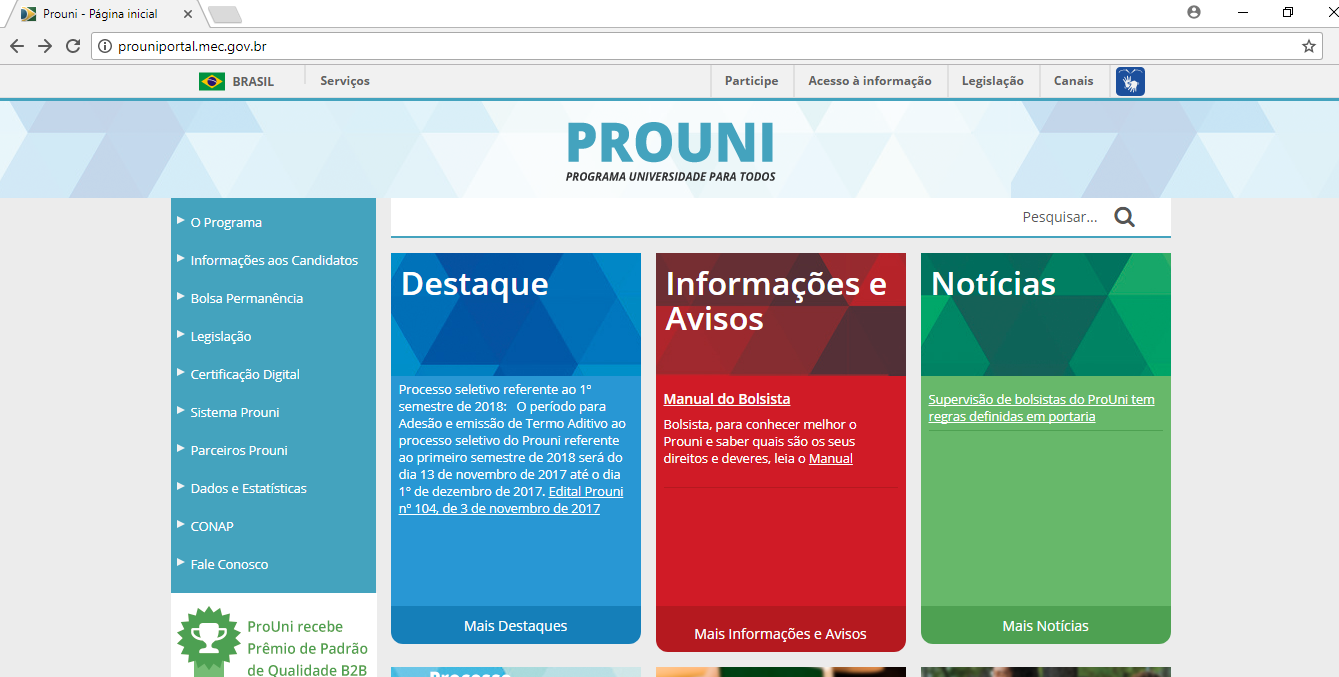 Prouni - Página inicial
prouniportal.mec.gov.br
BRASIL
Serviços
Participe
Acesso à informação
Legislação
Canais
PROUNI
PROGRAMA UNIVERSIDADE PARA TODOS
O Programa
Informações aos Candidatos
Bolsa Permanência
Legislação
Certificação Digital
Sistema Prouni
Parceiros Prouni
Dados e Estatísticas
CONAP
Fale Conosco
ProUni recebe
Prêmio de Padrão
de Qualidade B2B
Pesquisar...
Destaque
Processo seletivo referente ao 1º
semestre de 2018:   O período para
Adesão e emissão de Termo Aditivo ao
processo seletivo do Prouni referente
ao primeiro semestre de 2018 será do
dia 13 de novembro de 2017 até o dia
1º de dezembro de 2017. Edital Prouni
nº 104, de 3 de novembro de 2017
Mais Destaques
Informações e
Avisos
Manual do Bolsista
Bolsista, para conhecer melhor o
Prouni e saber quais são os seus
direitos e deveres, leia o Manual
Mais Informações e Avisos
Notícias
Supervisão de bolsistas do ProUni tem
regras definidas em portaria
Mais Notícias
Processo